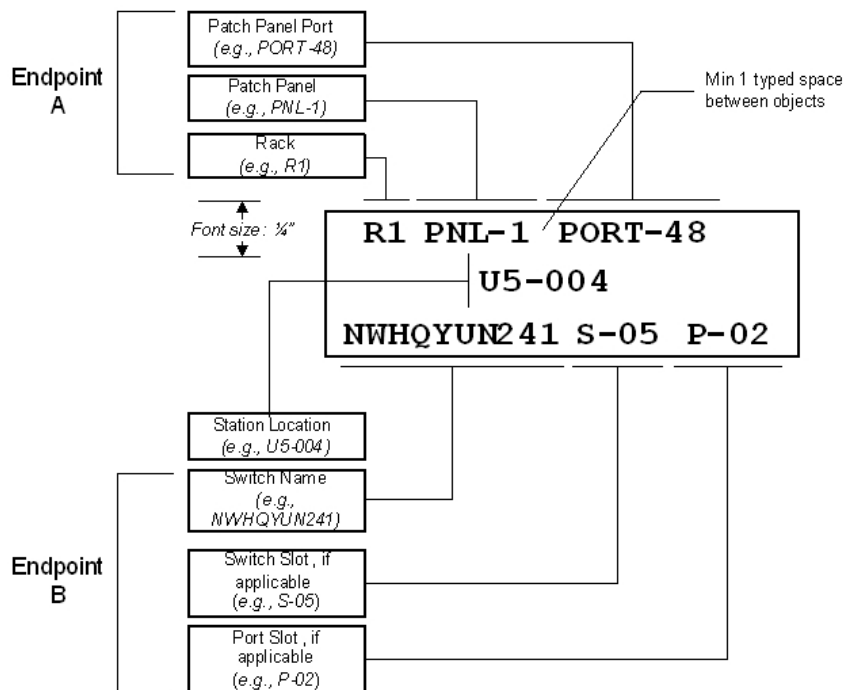 Patch Panel Port
(e.g., PORT-48)
Endpoint
A
Patch Panel
(e.g., PNL-1)
Rack
(e.g., R1)
Min 1 typed space
between objects
Font size: ¼"
R1 PNL-1 PORT-48
U5-004
NWHQYUN241 S-05 P-02
Station Location
(e.g., U5-004)
Switch Name
(e.g.,
NWHQYUN241)
Endpoint
B
Switch Slot, if
applicable
(e.g., S-05)
Port Slot, if
applicable
(e.g., P-02)